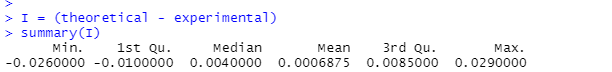 >
> I = (theoretical - experimental)
> summary(I)
      Min.    1st Qu.     Median       Mean    3rd Qu.       Max.
-0.0260000 -0.0100000  0.0040000  0.0006875  0.0085000  0.0290000